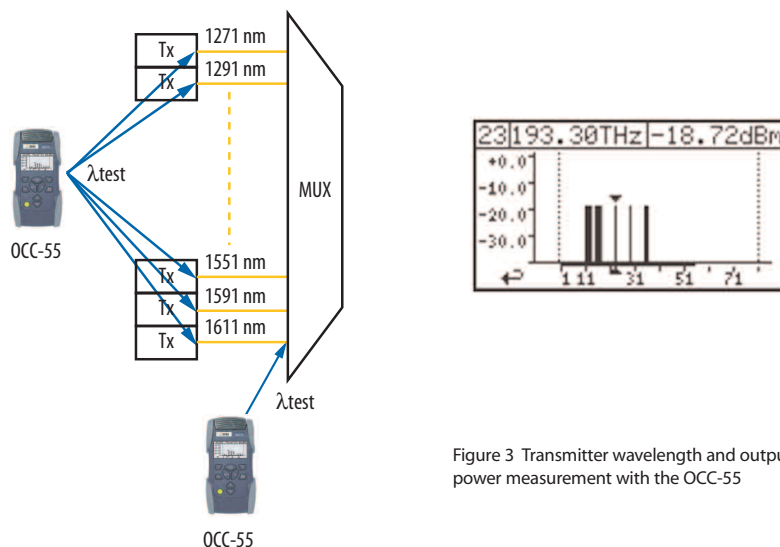 1271 nm
Tx
1291 nm
Tx
λtest
MUX
OCC-55
1551 nm
Tx
1591 nm
Tx
1611 nm
Tx
λtest
OCC-55
23 193.30THz -18.72dBm
+0.0
-10.0
-20.0
-30.0
1 11 31 51 71
Figure 3 Transmitter wavelength and outpu
power measurement with the OCC-55